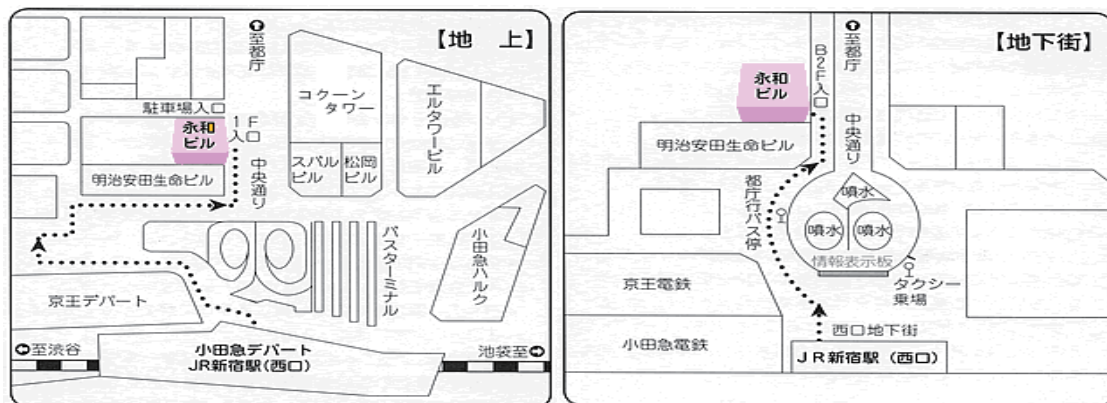 【地　上】
至都庁
駐車場入口
永和
ビル
1F
入口
中央通り
明治安田生命ビル
コクーン
タワー
スバル
ビル
松岡
ビル
エルタワービル
バスターミナル
小田急ハルク
京王デパート
至渋谷
小田急デパート
JR新宿駅(西口)
池袋至
【地下街】
至都庁
B2F入口
永和
ビル
中央通り
明治安田生命ビル
都庁行バス停
噴水
噴水
噴水
情報表示板
タクシー
乗場
京王電鉄
小田急電鉄
西口地下街
JR新宿駅(西口)